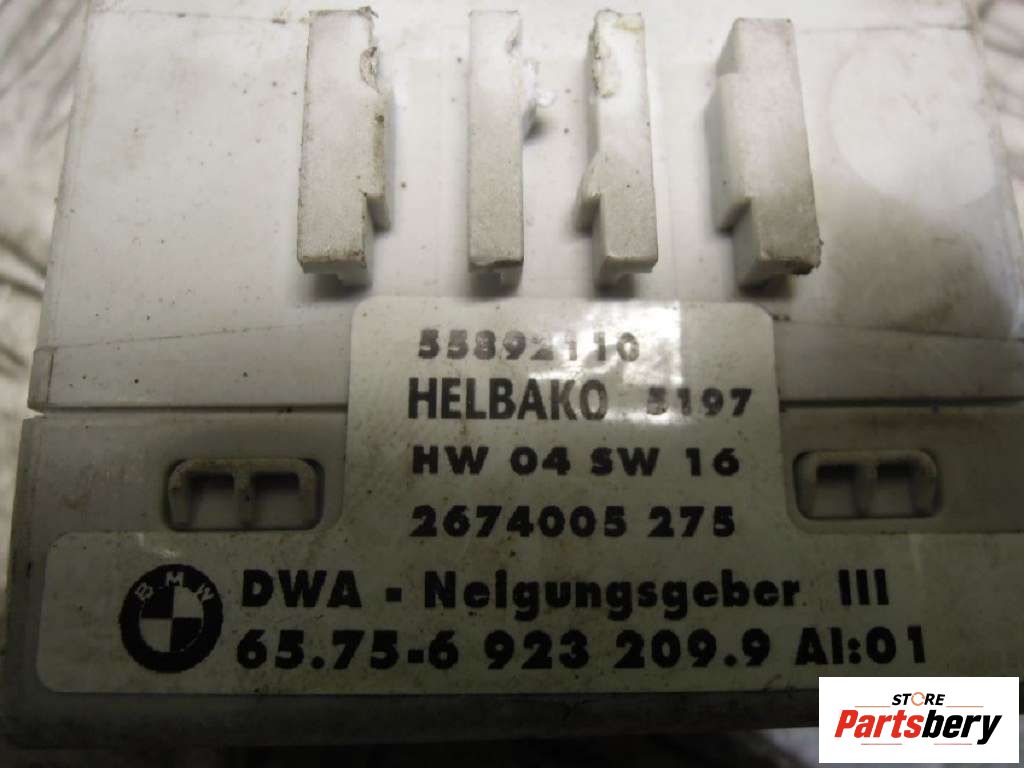 55892110
HELBAKO 5197
HW 04 SW 16
2674005 275
BMW
DWA - Neigungsgeber III
65.75-6 923 209.9 AI:01
STORE
Partsbery